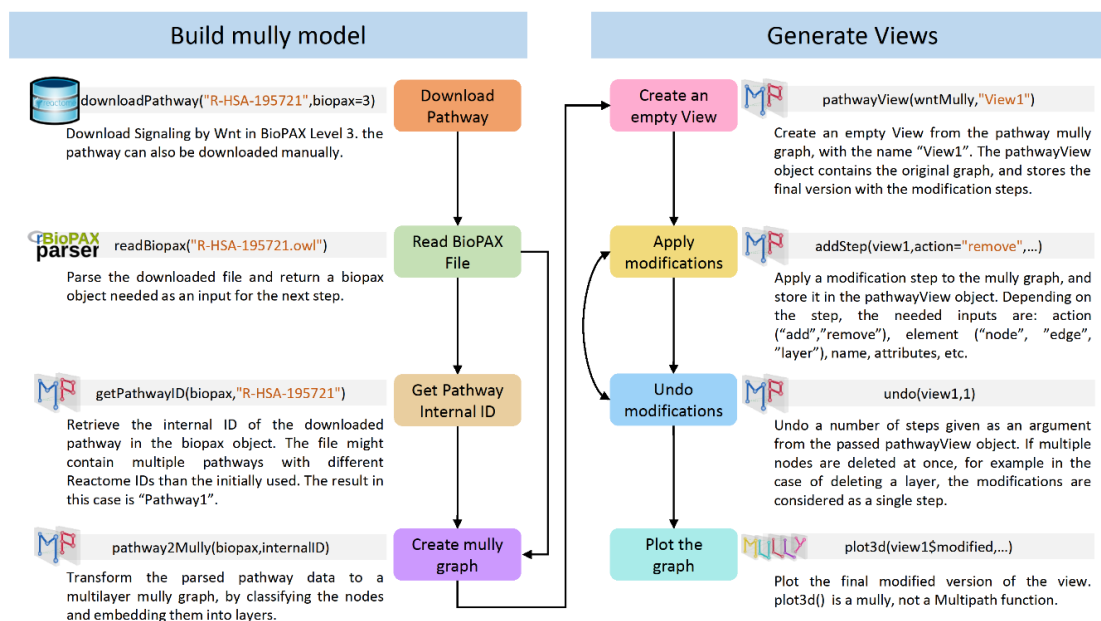 Build mully model
downloadPathway("R-HSA-195721",biopax=3)
Download Signaling by Wnt in BioPAX Level 3. the
pathway can also be downloaded manually.
Download
Pathway
rBioPAX
parser
readBiopax("R-HSA-195721.owl")
Parse the downloaded file and return a biopax
object needed as an input for the next step.
Read BioPAX
File
MP
getPathwayID(biopax,"R-HSA-195721")
Retrieve the internal ID of the downloaded
pathway in the biopax object. The file might
contain multiple pathways with different
Reactome IDs than the initially used. The result in
this case is “Pathway1”.
Get Pathway
Internal ID
MP
pathway2Mully(biopax,internalID)
Transform the parsed pathway data to a
multilayer mully graph, by classifying the nodes
and embedding them into layers.
Create mully
graph
Generate Views
Create an
empty View
MP
pathwayView(wntMully,"View1")
Create an empty View from the pathway mully
graph, with the name “View1”. The pathwayView
object contains the original graph, and stores the
final version with the modification steps.
Apply
modifications
MP
addStep(view1,action="remove",...)
Apply a modification step to the mully graph, and
store it in the pathwayView object. Depending on
the step, the needed inputs are: action
(“add”,”remove”), element (“node”, ”edge”,
”layer”), name, attributes, etc.
Undo
modifications
MP
undo(view1,1)
Undo a number of steps given as an argument
from the passed pathwayView object. If multiple
nodes are deleted at once, for example in the
case of deleting a layer, the modifications are
considered as a single step.
Plot the
graph
MULLY
plot3d(view1$modified,...)
Plot the final modified version of the view.
plot3d() is a mully, not a Multipath function.